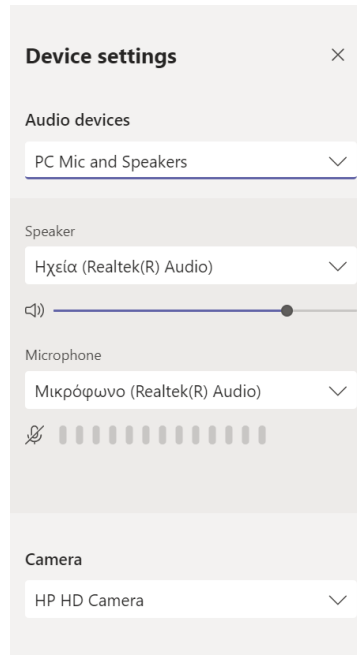 Device settings
Audio devices
PC Mic and Speakers
Speaker
Ηχεία (Realtek(R) Audio)
Microphone
Μικρόφωνο (Realtek(R) Audio)
Camera
HP HD Camera